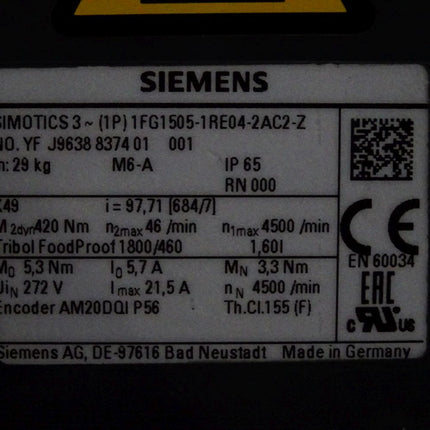 SIEMENS
SIMOTICS 3 ~ (1P) 1FG1505-1RE04-2AC2-Z
NO. YF J9638 8374 01 001
m: 29 kg M6-A IP 65
RN 000
K49 i = 97,71 [684/7]
M2dyn 420 Nm n2max 46 /min n1max 4500 /min
Tribol FoodProof 1800/460 1,60l
M0 5,3 Nm I0 5,7 A MN 3,3 Nm
UiN 272 V Imax 21,5 A nN 4500 /min
Encoder AM20DQI P56 Th.Cl.155 (F)
CE
EN 60034
EAC
c UR US
Siemens AG, DE-97616 Bad Neustadt Made in Germany